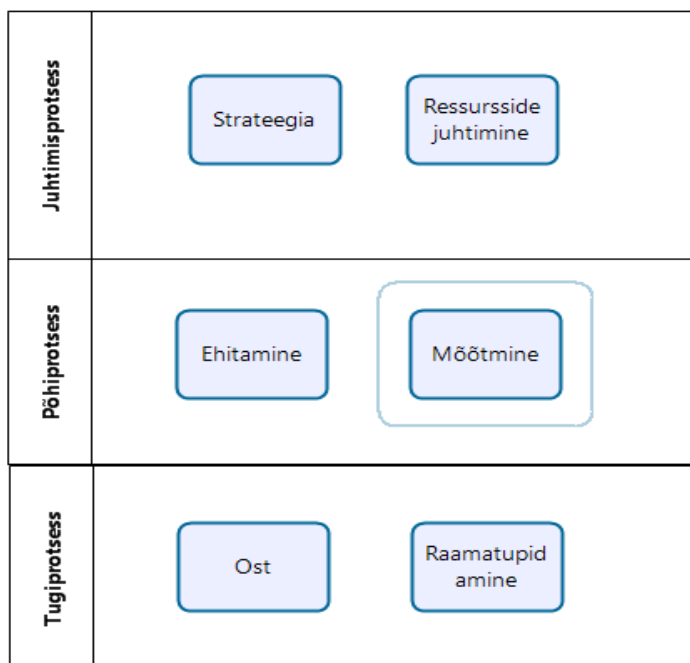 Juhtimisprotsess
Strateegia
Ressursside
juhtimine
Põhiprotsess
Ehitamine
Mõõtmine
Tugiprotsess
Ost
Raamatupid
amine